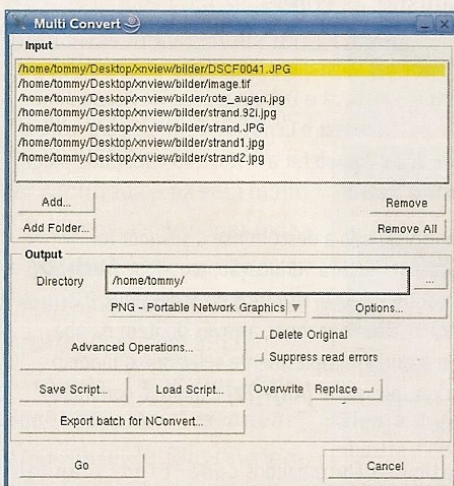 Multi Convert
Input
/home/tommy/Desktop/xnview/bilder/DSCF0041.JPG
/home/tommy/Desktop/xnview/bilder/image.tif
/home/tommy/Desktop/xnview/bilder/rote_augen.jpg
/home/tommy/Desktop/xnview/bilder/strand.92i.jpg
/home/tommy/Desktop/xnview/bilder/strand.JPG
/home/tommy/Desktop/xnview/bilder/strand1.jpg
/home/tommy/Desktop/xnview/bilder/strand2.jpg
Add... Remove
Add Folder... Remove All
Output
Directory /home/tommy/ ...
PNG - Portable Network Graphics Options...
Advanced Operations... Delete Original
Suppress read errors
Save Script... Load Script... Overwrite Replace
Export batch for NConvert...
Go Cancel